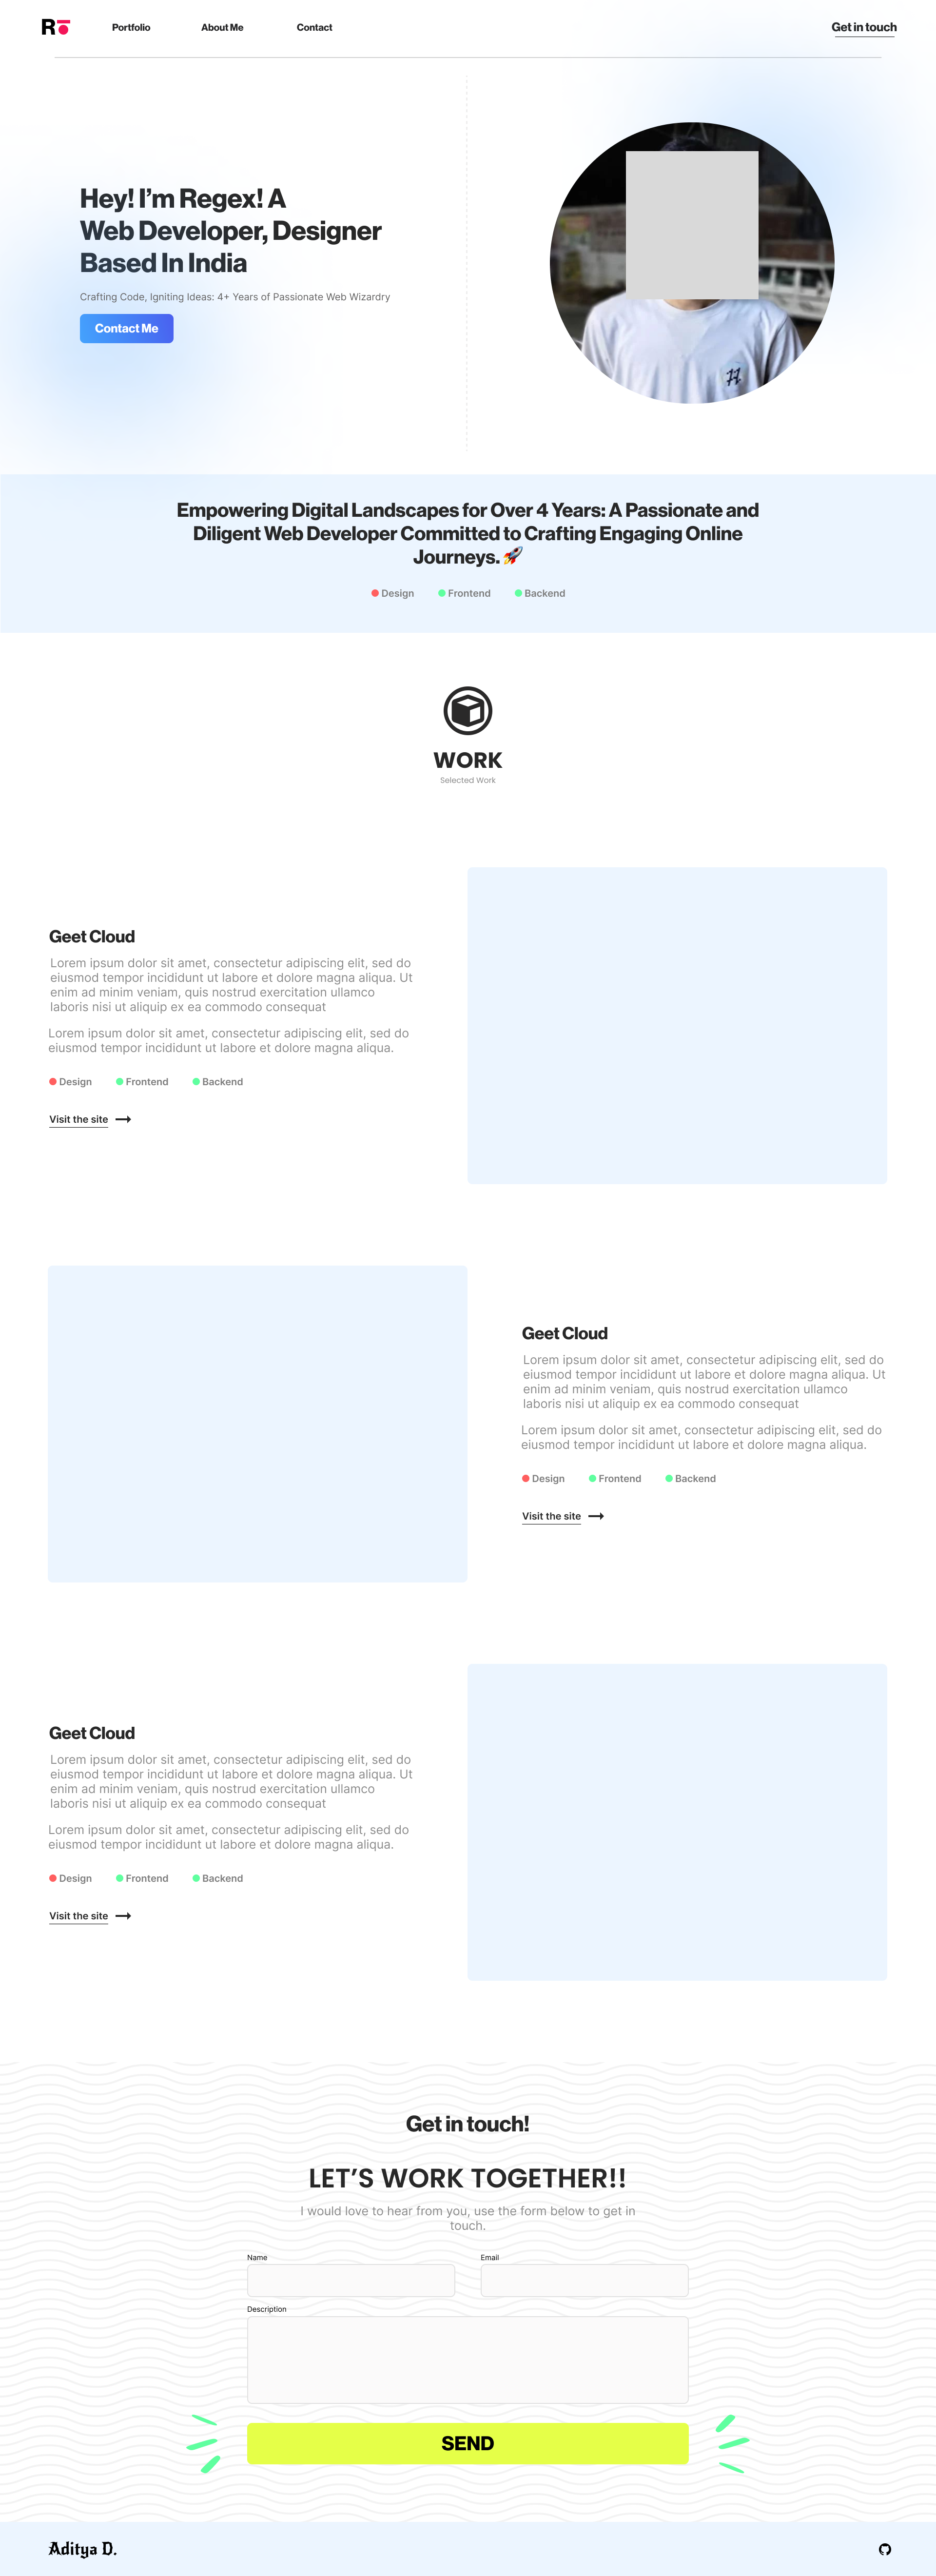 R
Portfolio
About Me
Contact
Get in touch
Hey! I’m Regex! A
Web Developer, Designer
Based In India
Crafting Code, Igniting Ideas: 4+ Years of Passionate Web Wizardry
Contact Me
Empowering Digital Landscapes for Over 4 Years: A Passionate and
Diligent Web Developer Committed to Crafting Engaging Online
Journeys. 🚀
Design
Frontend
Backend
WORK
Selected Work
Geet Cloud
Lorem ipsum dolor sit amet, consectetur adipiscing elit, sed do
eiusmod tempor incididunt ut labore et dolore magna aliqua. Ut
enim ad minim veniam, quis nostrud exercitation ullamco
laboris nisi ut aliquip ex ea commodo consequat
Lorem ipsum dolor sit amet, consectetur adipiscing elit, sed do
eiusmod tempor incididunt ut labore et dolore magna aliqua.
Design
Frontend
Backend
Visit the site
Geet Cloud
Lorem ipsum dolor sit amet, consectetur adipiscing elit, sed do
eiusmod tempor incididunt ut labore et dolore magna aliqua. Ut
enim ad minim veniam, quis nostrud exercitation ullamco
laboris nisi ut aliquip ex ea commodo consequat
Lorem ipsum dolor sit amet, consectetur adipiscing elit, sed do
eiusmod tempor incididunt ut labore et dolore magna aliqua.
Design
Frontend
Backend
Visit the site
Geet Cloud
Lorem ipsum dolor sit amet, consectetur adipiscing elit, sed do
eiusmod tempor incididunt ut labore et dolore magna aliqua. Ut
enim ad minim veniam, quis nostrud exercitation ullamco
laboris nisi ut aliquip ex ea commodo consequat
Lorem ipsum dolor sit amet, consectetur adipiscing elit, sed do
eiusmod tempor incididunt ut labore et dolore magna aliqua.
Design
Frontend
Backend
Visit the site
Get in touch!
LET’S WORK TOGETHER!!
I would love to hear from you, use the form below to get in
touch.
Name
Email
Description
SEND
Aditya D.